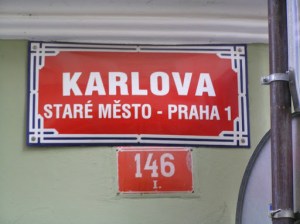 KARLOVA
STARÉ MĚSTO - PRAHA 1
146
I.